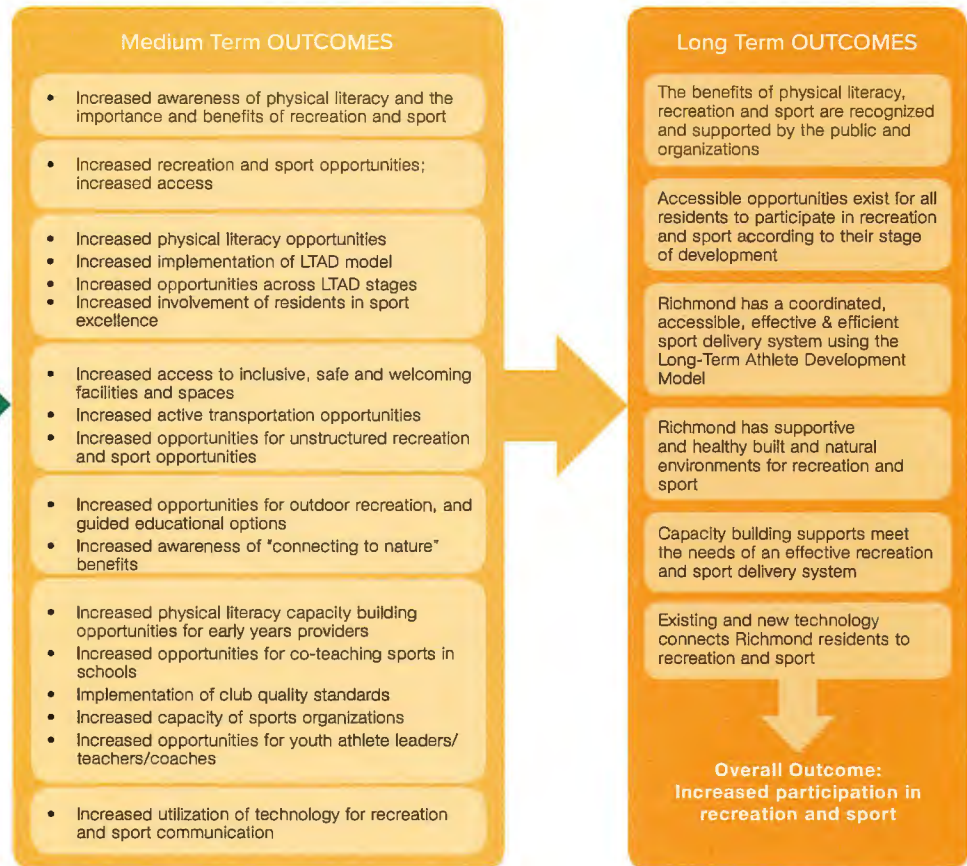 Medium Term OUTCOMES
• Increased awareness of physical literacy and the
importance and benefits of recreation and sport
• Increased recreation and sport opportunities;
increased access
• Increased physical literacy opportunities
• Increased implementation of LTAD model
• Increased opportunities across LTAD stages
• Increased involvement of residents in sport
excellence
• Increased access to inclusive, safe and welcoming
facilities and spaces
• Increased active transportation opportunities
• Increased opportunities for unstructured recreation
and sport opportunities
• Increased opportunities for outdoor recreation, and
guided educational options
• Increased awareness of "connecting to nature"
benefits
• Increased physical literacy capacity building
opportunities for early years providers
• Increased opportunities for co-teaching sports in
schools
• Implementation of club quality standards
• Increased capacity of sports organizations
• Increased opportunities for youth athlete leaders/
teachers/coaches
• Increased utilization of technology for recreation
and sport communication
Long Term OUTCOMES
The benefits of physical literacy,
recreation and sport are recognized
and supported by the public and
organizations
Accessible opportunities exist for all
residents to participate in recreation
and sport according to their stage
of development
Richmond has a coordinated,
accessible, effective & efficient
sport delivery system using the
Long-Term Athlete Development
Model
Richmond has supportive
and healthy built and natural
environments for recreation and
sport
Capacity building supports meet
the needs of an effective recreation
and sport delivery system
Existing and new technology
connects Richmond residents to
recreation and sport
Overall Outcome:
Increased participation in
recreation and sport